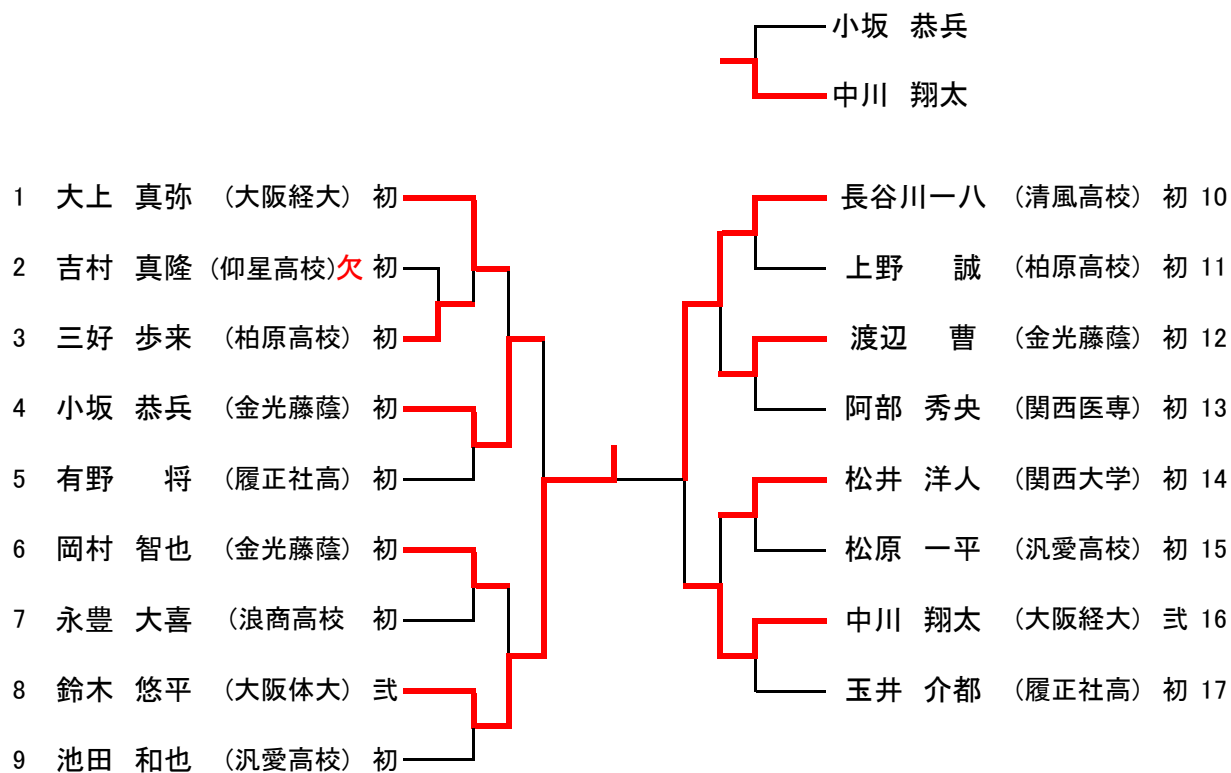 小坂 恭兵
中川 翔太
1 大上 真弥 (大阪経大) 初
2 吉村 真隆 (仰星高校)欠 初
3 三好 歩来 (柏原高校) 初
4 小坂 恭兵 (金光藤蔭) 初
5 有野 将 (履正社高) 初
6 岡村 智也 (金光藤蔭) 初
7 永豊 大喜 (浪商高校 初
8 鈴木 悠平 (大阪体大) 弐
9 池田 和也 (汎愛高校) 初
長谷川一八 (清風高校) 初 10
上野 誠 (柏原高校) 初 11
渡辺 曹 (金光藤蔭) 初 12
阿部 秀央 (関西医専) 初 13
松井 洋人 (関西大学) 初 14
松原 一平 (汎愛高校) 初 15
中川 翔太 (大阪経大) 弐 16
玉井 介都 (履正社高) 初 17